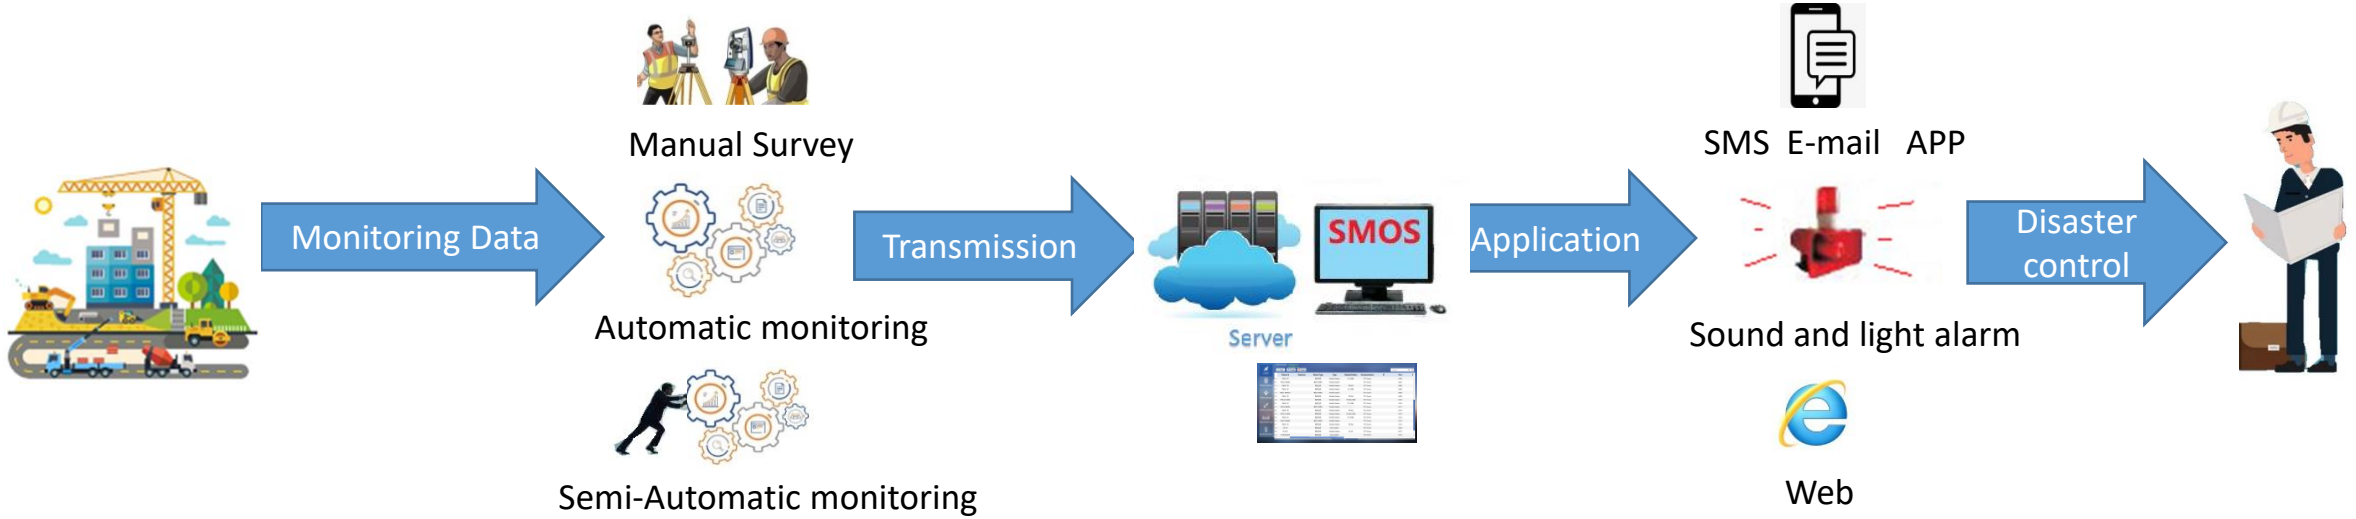 Monitoring Data
Manual Survey
Automatic monitoring
Semi-Automatic monitoring
Transmission
SMOS
Server
Application
SMS E-mail APP
Sound and light alarm
Web
Disaster
control